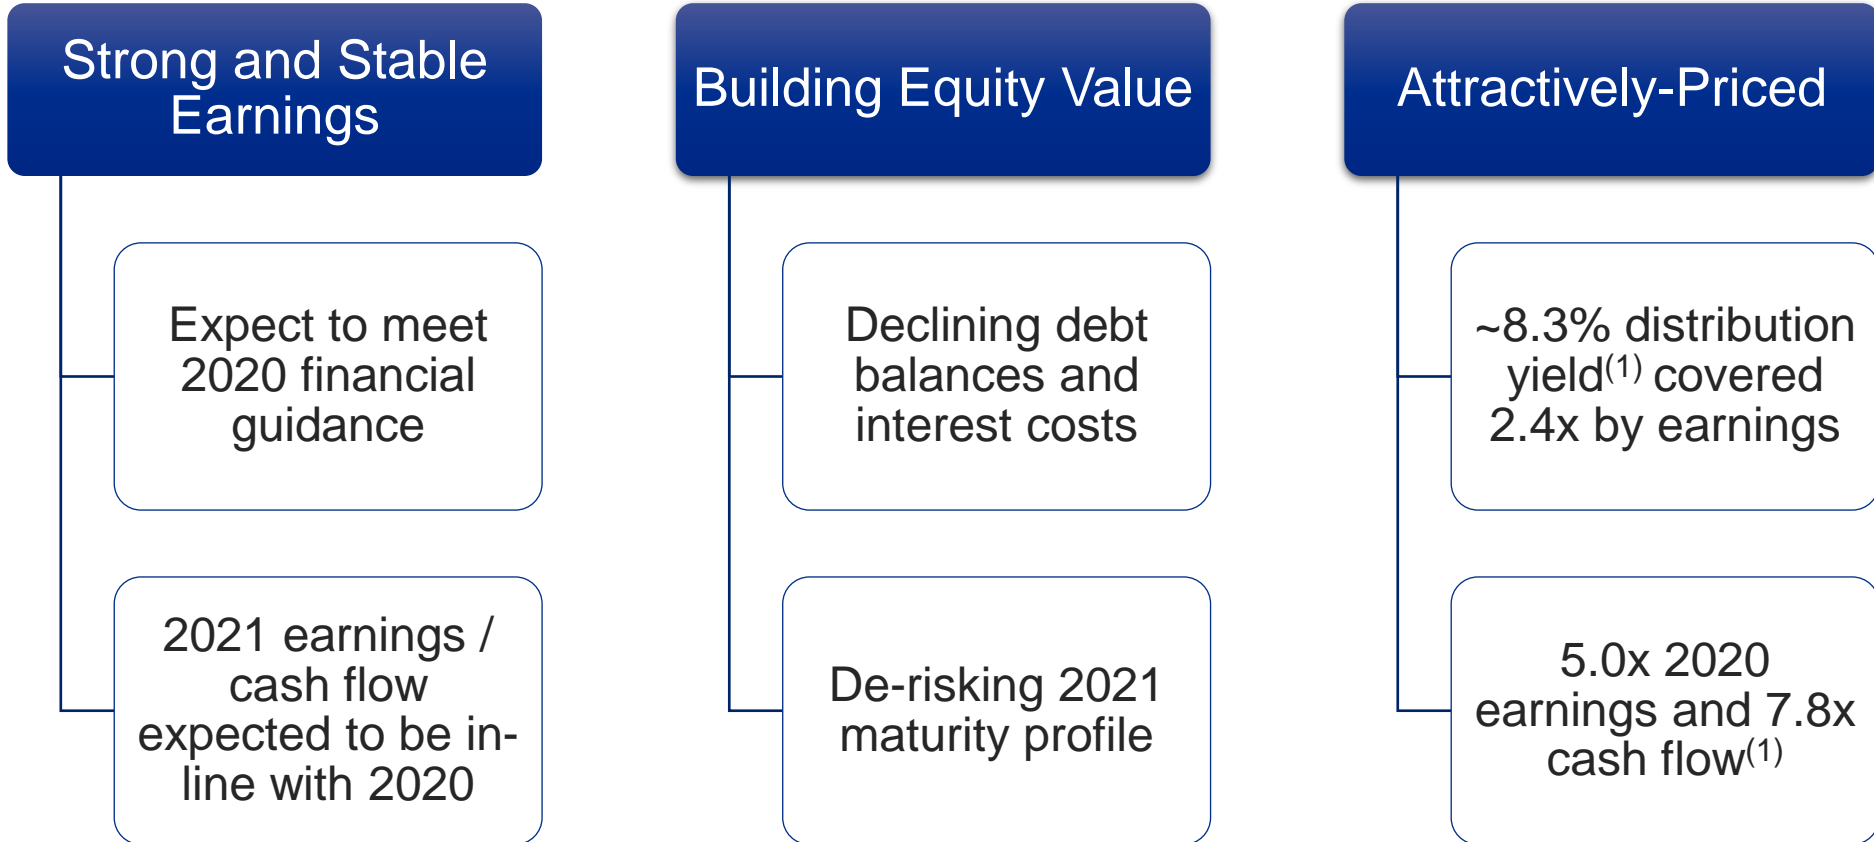 Strong and Stable
Earnings
Expect to meet
2020 financial
guidance
2021 earnings /
cash flow
expected to be in-
line with 2020
Building Equity Value
Declining debt
balances and
interest costs
De-risking 2021
maturity profile
Attractively-Priced
~8.3% distribution
yield(1) covered
2.4x by earnings
5.0x 2020
earnings and 7.8x
cash flow(1)